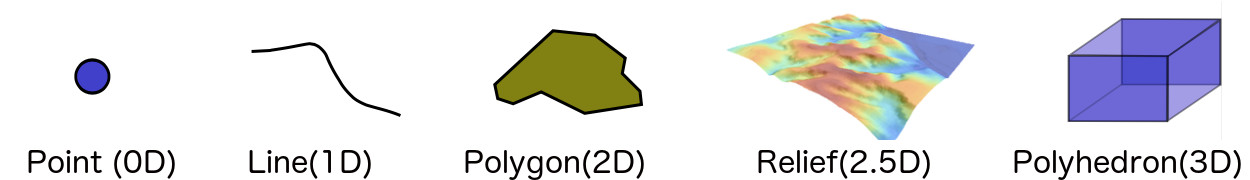 Point (0D)
Line(1D)
Polygon(2D)
Relief(2.5D)
Polyhedron(3D)